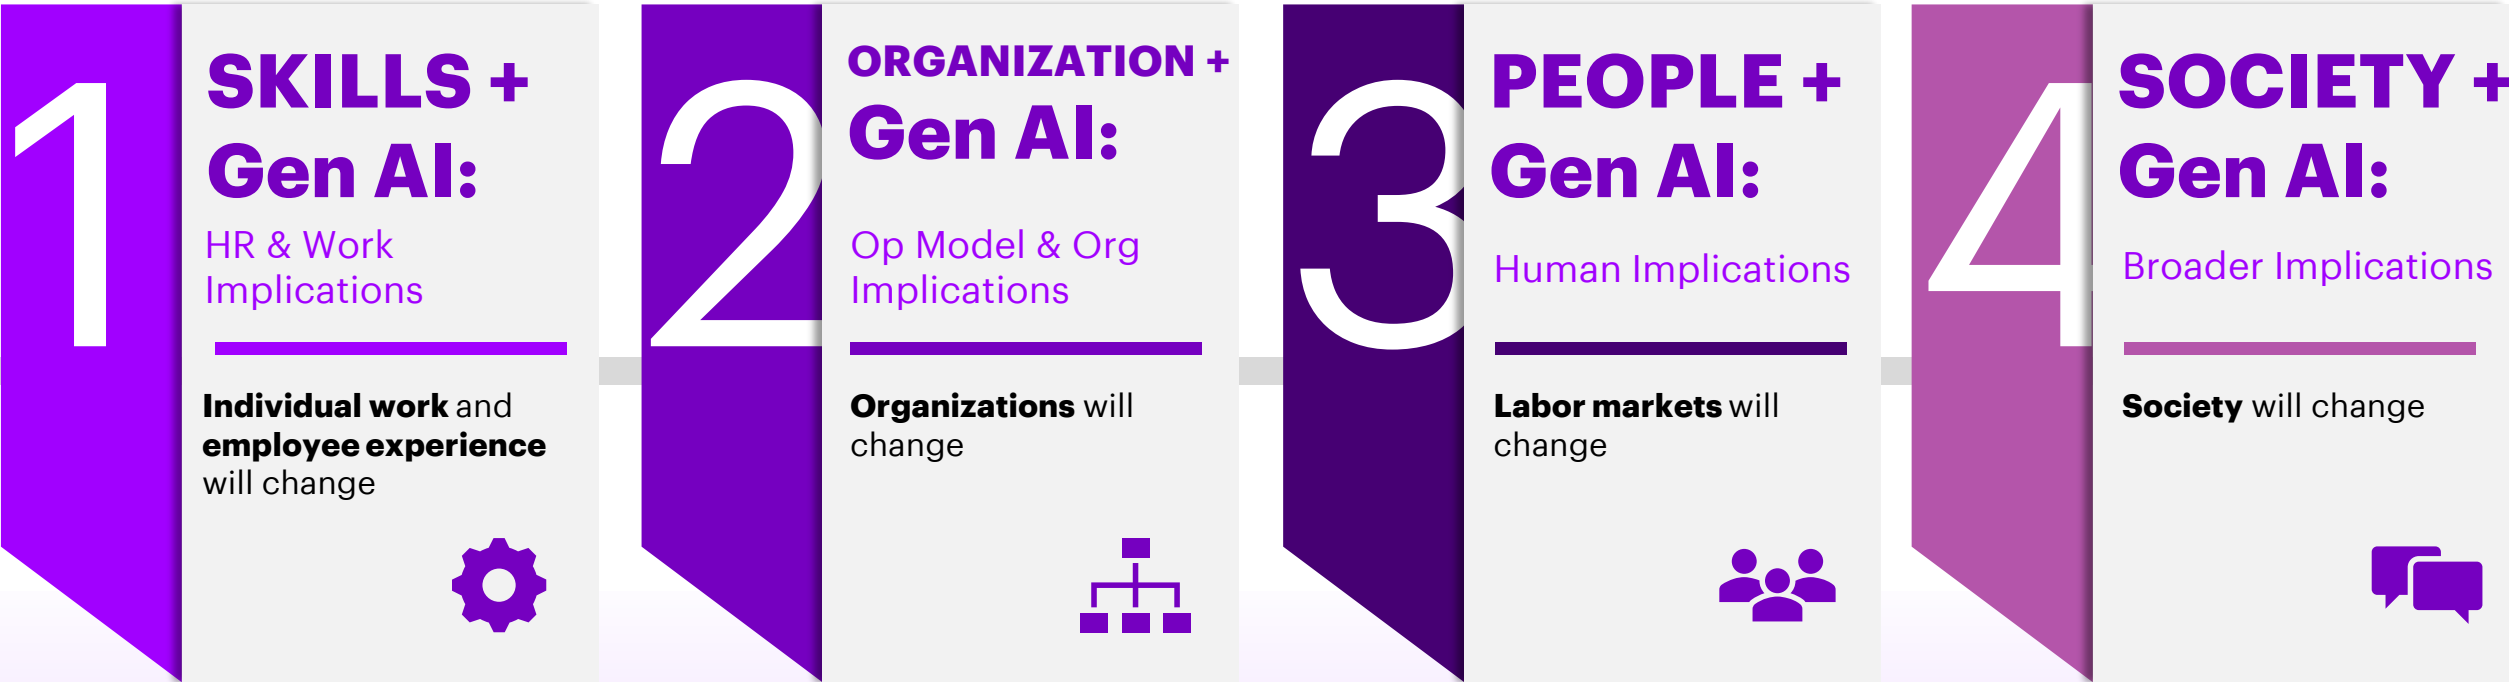 1
SKILLS +
Gen AI:
HR & Work
Implications
Individual work and
employee experience
will change
2
ORGANIZATION +
Gen AI:
Op Model & Org
Implications
Organizations will
change
3
PEOPLE +
Gen AI:
Human Implications
Labor markets will
change
4
SOCIETY +
Gen AI:
Broader Implications
Society will change